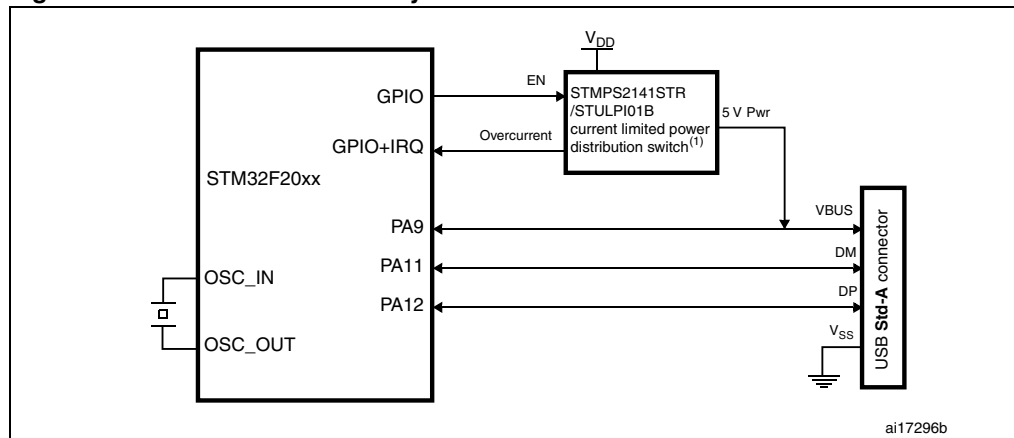 V_DD
EN
GPIO
STMPS2141STR
/STULPI01B
current limited power
distribution switch(1)
5 V Pwr
Overcurrent
GPIO+IRQ
STM32F20xx
PA9
VBUS
PA11
DM
OSC_IN
PA12
DP
OSC_OUT
V_SS
USB Std-A connector
ai17296b